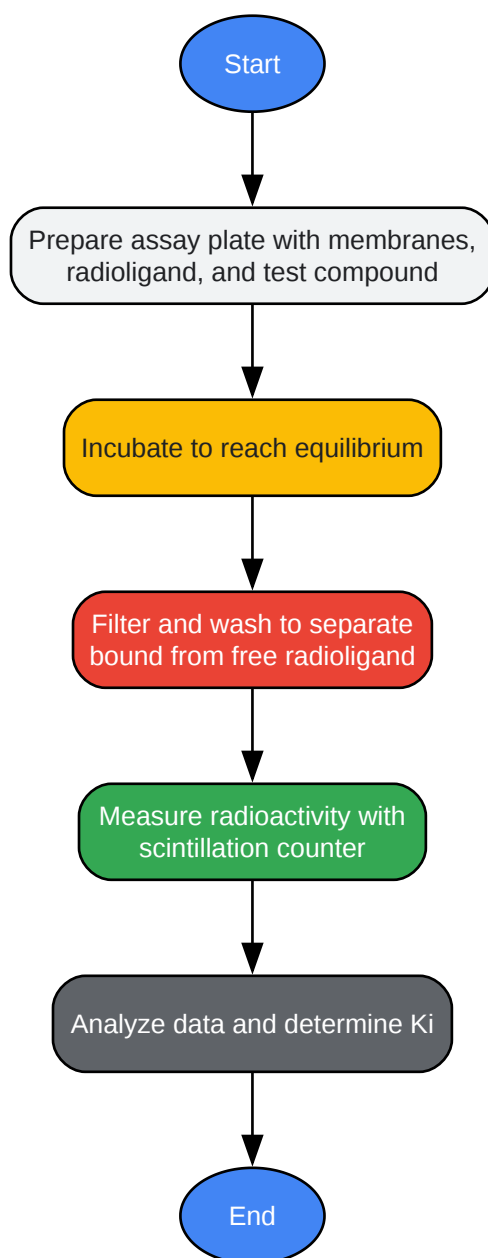 Start
Prepare assay plate with membranes,
radioligand, and test compound
Incubate to reach equilibrium
Filter and wash to separate
bound from free radioligand
Measure radioactivity with
scintillation counter
Analyze data and determine Ki
End